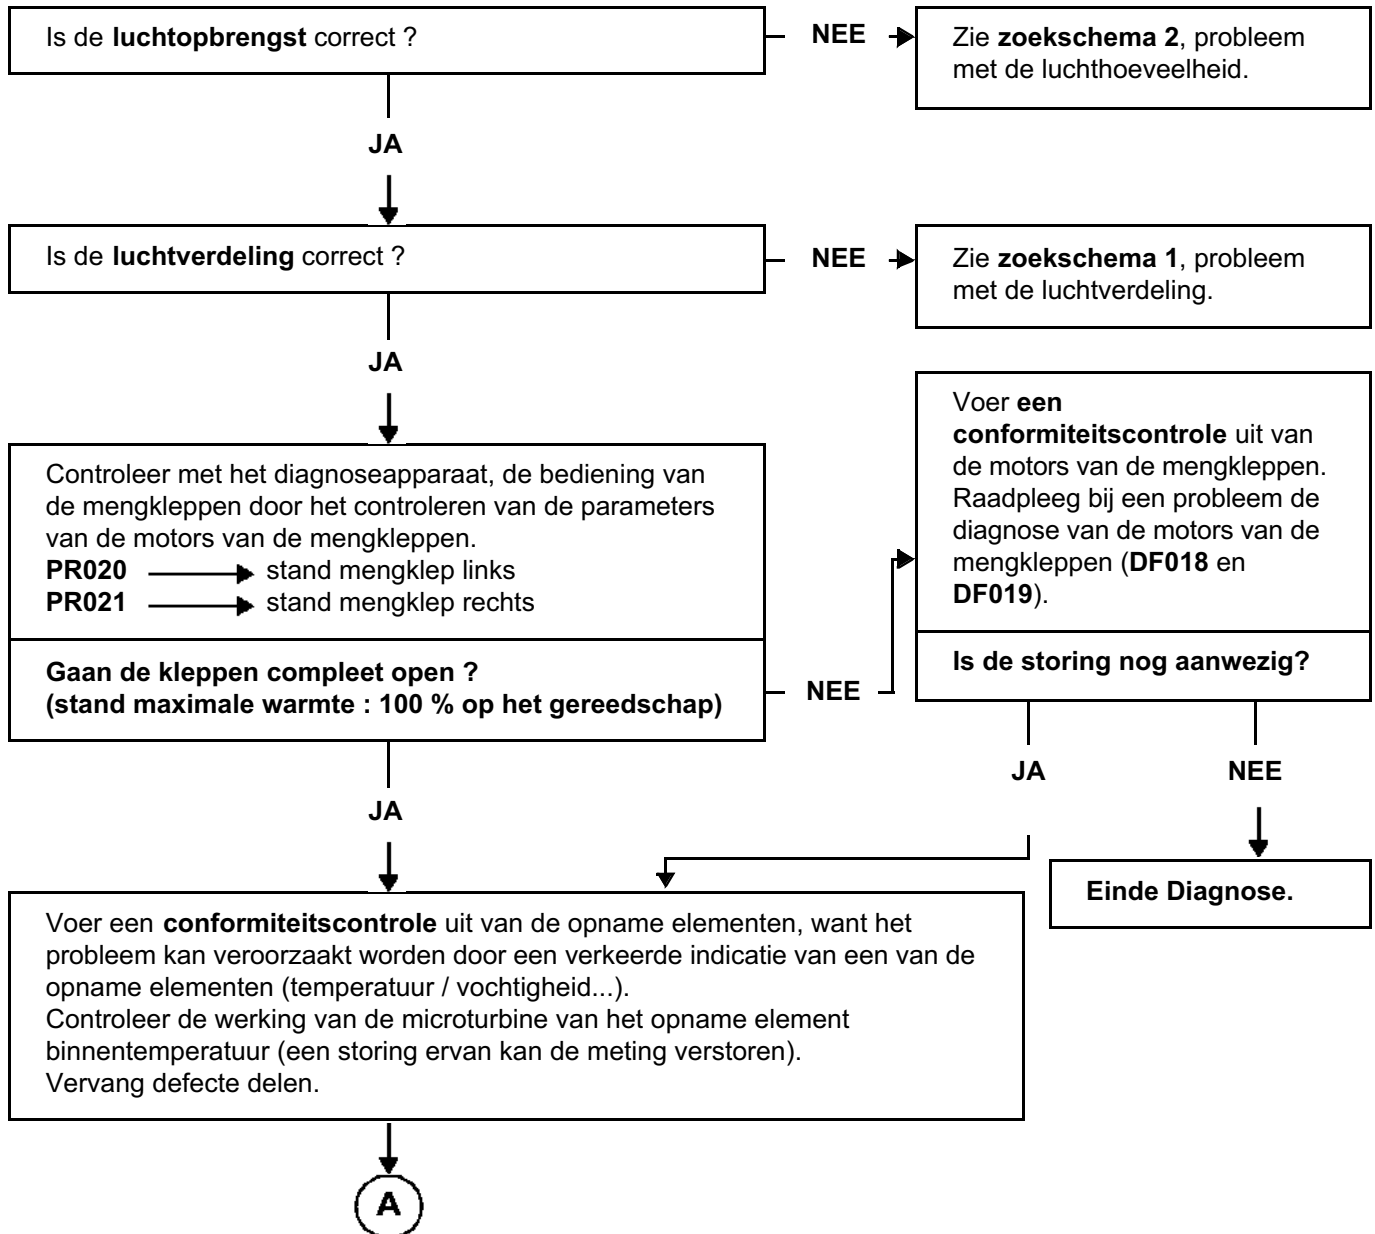 Is de luchtopbrengst correct ?
NEE
Zie zoekschema 2, probleem
met de luchthoeveelheid.
JA
Is de luchtverdeling correct ?
NEE
Zie zoekschema 1, probleem
met de luchtverdeling.
JA
Controleer met het diagnoseapparaat, de bediening van
de mengkleppen door het controleren van de parameters
van de motors van de mengkleppen.
PR020 stand mengklep links
PR021 stand mengklep rechts
Gaan de kleppen compleet open ?
(stand maximale warmte : 100 % op het gereedschap)
NEE
Voer een
conformiteitscontrole uit van
de motors van de mengkleppen.
Raadpleeg bij een probleem de
diagnose van de motors van de
mengkleppen (DF018 en
DF019).
Is de storing nog aanwezig?
JA
NEE
JA
Einde Diagnose.
Voer een conformiteitscontrole uit van de opname elementen, want het
probleem kan veroorzaakt worden door een verkeerde indicatie van een van de
opname elementen (temperatuur / vochtigheid...).
Controleer de werking van de microturbine van het opname element
binnentemperatuur (een storing ervan kan de meting verstoren).
Vervang defecte delen.
A